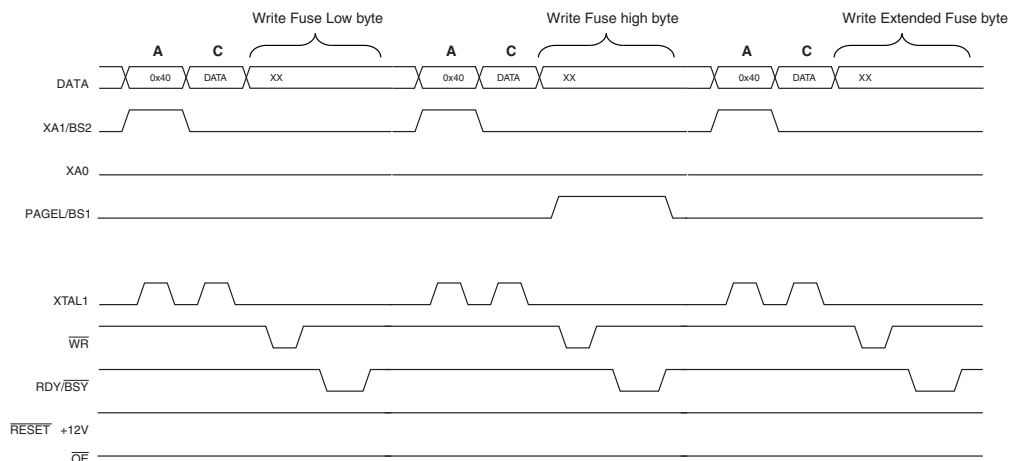 Write Fuse Low byte Write Fuse high byte Write Extended Fuse byte
A C A C A C
DATA 0x40 DATA XX 0x40 DATA XX 0x40 DATA XX
XA1/BS2
XA0
PAGEL/BS1
XTAL1
WR
RDY/BSY
RESET +12V
OE